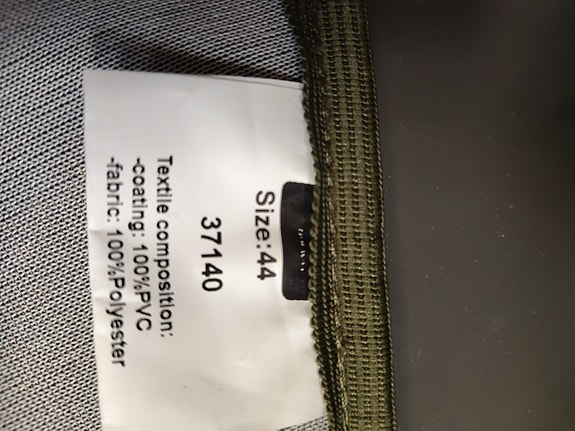 Size:44
37140
Textile composition:
-coating: 100%PVC
-fabric: 100%Polyester